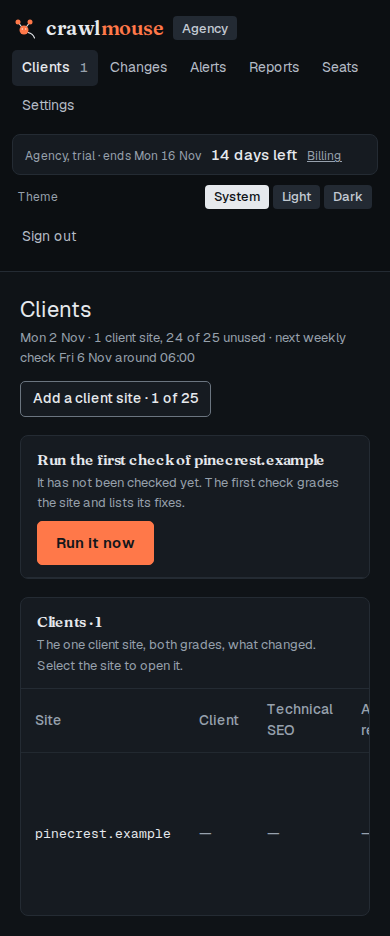 crawlmouse Agency
Clients 1 Changes Alerts Reports Seats
Settings
Agency, trial · ends Mon 16 Nov 14 days left Billing
Theme System Light Dark
Sign out
Clients
Mon 2 Nov · 1 client site, 24 of 25 unused · next weekly
check Fri 6 Nov around 06:00
Add a client site · 1 of 25
Run the first check of pinecrest.example
It has not been checked yet. The first check grades
the site and lists its fixes.
Run it now
Clients · 1
The one client site, both grades, what changed.
Select the site to open it.
Site Client Technical
SEO
pinecrest.example — — —